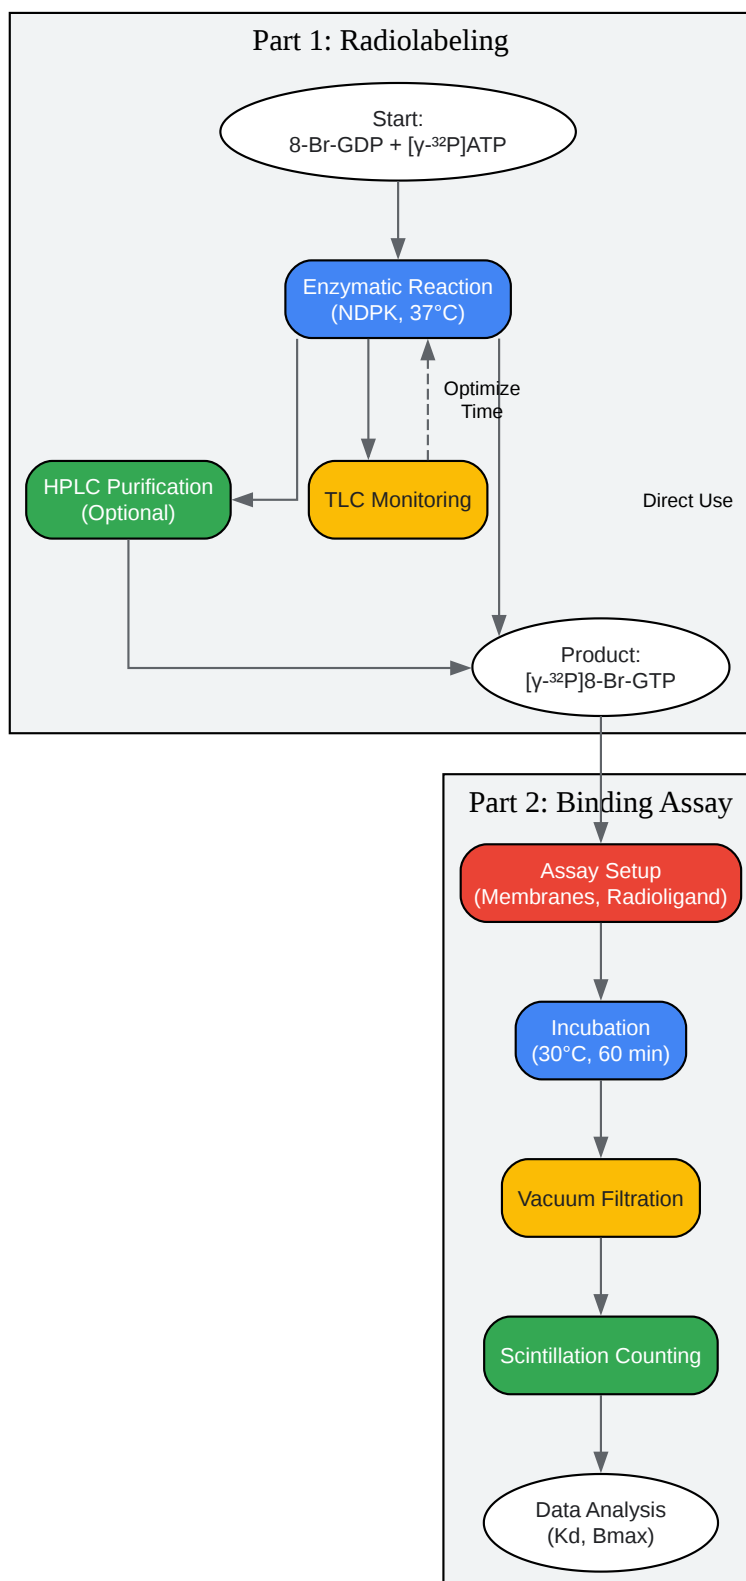 Part 1: Radiolabeling
Start:
8-Br-GDP + [γ-³²P]ATP
Enzymatic Reaction
(NDPK, 37°C)
Optimize
Time
HPLC Purification
(Optional)
TLC Monitoring
Direct Use
Product:
[γ-³²P]8-Br-GTP
Part 2: Binding Assay
Assay Setup
(Membranes, Radioligand)
Incubation
(30°C, 60 min)
Vacuum Filtration
Scintillation Counting
Data Analysis
(Kd, Bmax)